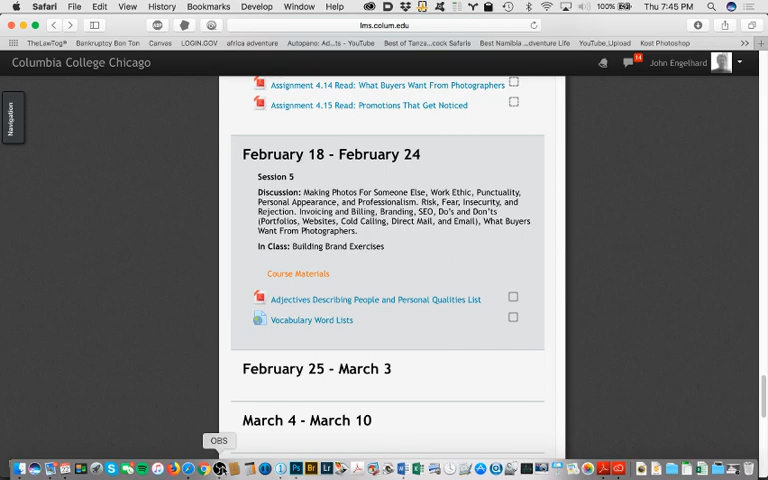 Safari File Edit View History Bookmarks Develop Window Help
100% Thu 7:45 PM
lms.colum.edu
TheLawTog® Bankruptcy Bon Ton Canvas LOGIN.GOV africa adventure Autopano: Ad...ts - YouTube Best of Tanza...cock Safaris Best Namibia ...dventure Life YouTube_Upload Kost Photoshop
Columbia College Chicago
14
John Engelhard
Navigation
Assignment 4.14 Read: What Buyers Want From Photographers
Assignment 4.15 Read: Promotions That Get Noticed
February 18 - February 24
Session 5
Discussion: Making Photos For Someone Else, Work Ethic, Punctuality,
Personal Appearance, and Professionalism. Risk, Fear, Insecurity, and
Rejection. Invoicing and Billing, Branding, SEO, Do's and Don'ts
(Portfolios, Websites, Cold Calling, Direct Mail, and Email), What Buyers
Want From Photographers.
In Class: Building Brand Exercises
Course Materials
Adjectives Describing People and Personal Qualities List
Vocabulary Word Lists
February 25 - March 3
March 4 - March 10
OBS
Ps Br Lr